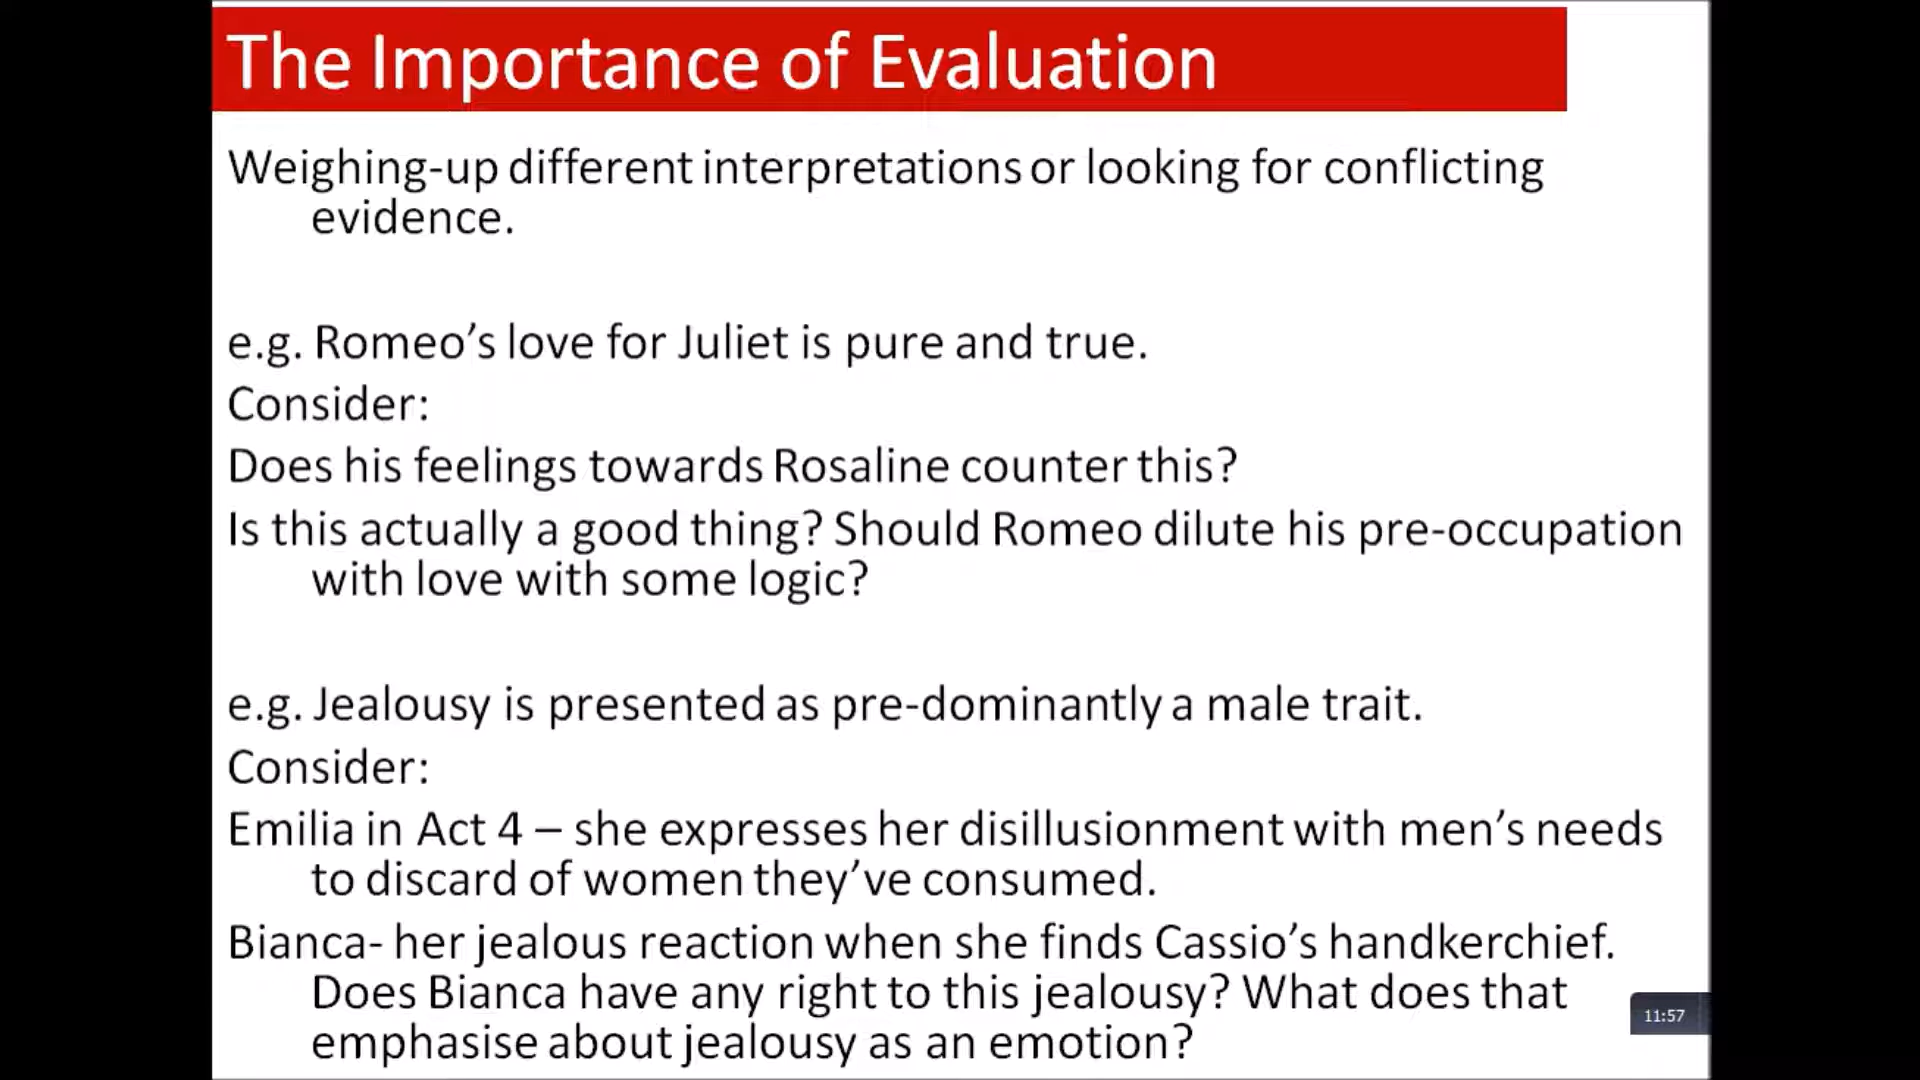 The Importance of Evaluation
Weighing-up different interpretations or looking for conflicting
evidence.
e.g. Romeo’s love for Juliet is pure and true.
Consider:
Does his feelings towards Rosaline counter this?
Is this actually a good thing? Should Romeo dilute his pre-occupation
with love with some logic?
e.g. Jealousy is presented as pre-dominantly a male trait.
Consider:
Emilia in Act 4 – she expresses her disillusionment with men’s needs
to discard of women they’ve consumed.
Bianca- her jealous reaction when she finds Cassio’s handkerchief.
Does Bianca have any right to this jealousy? What does that
emphasise about jealousy as an emotion?
11:57